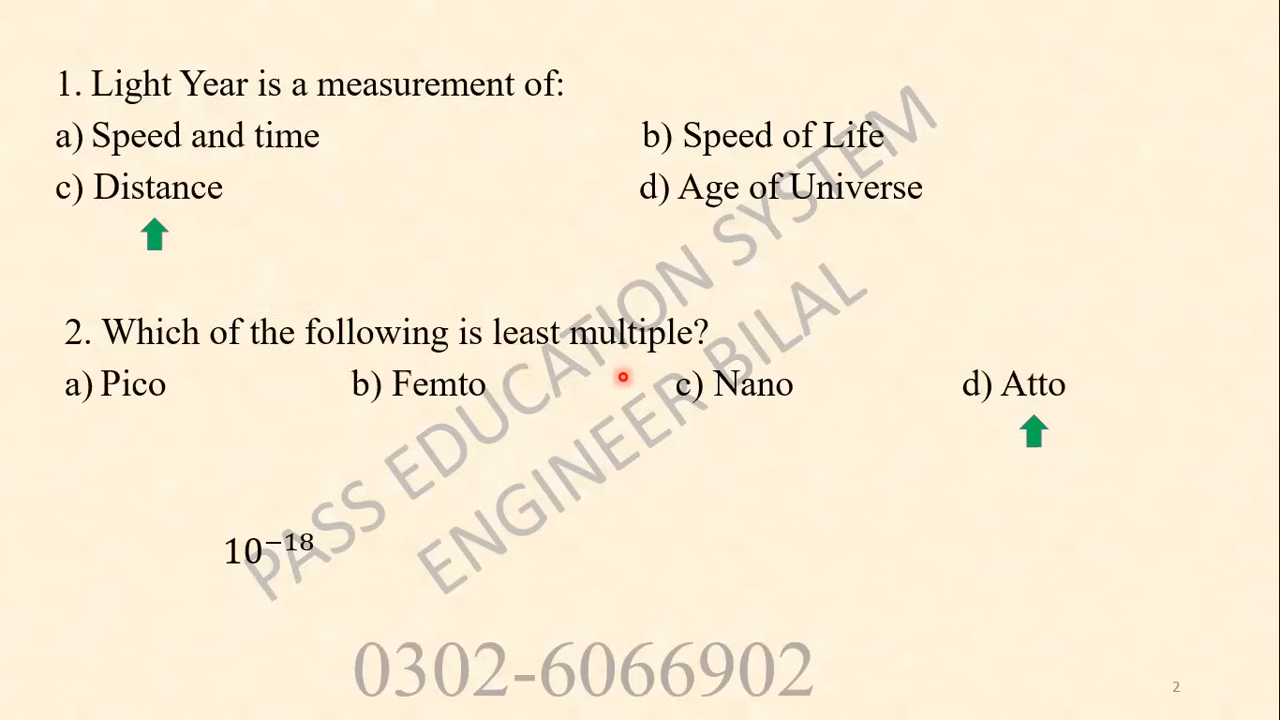 1. Light Year is a measurement of:
a) Speed and time b) Speed of Life
c) Distance d) Age of Universe
2. Which of the following is least multiple?
a) Pico b) Femto c) Nano d) Atto
10⁻¹⁸
PASS EDUCATION SYSTEM
ENGINEER BILAL
0302-6066902
2